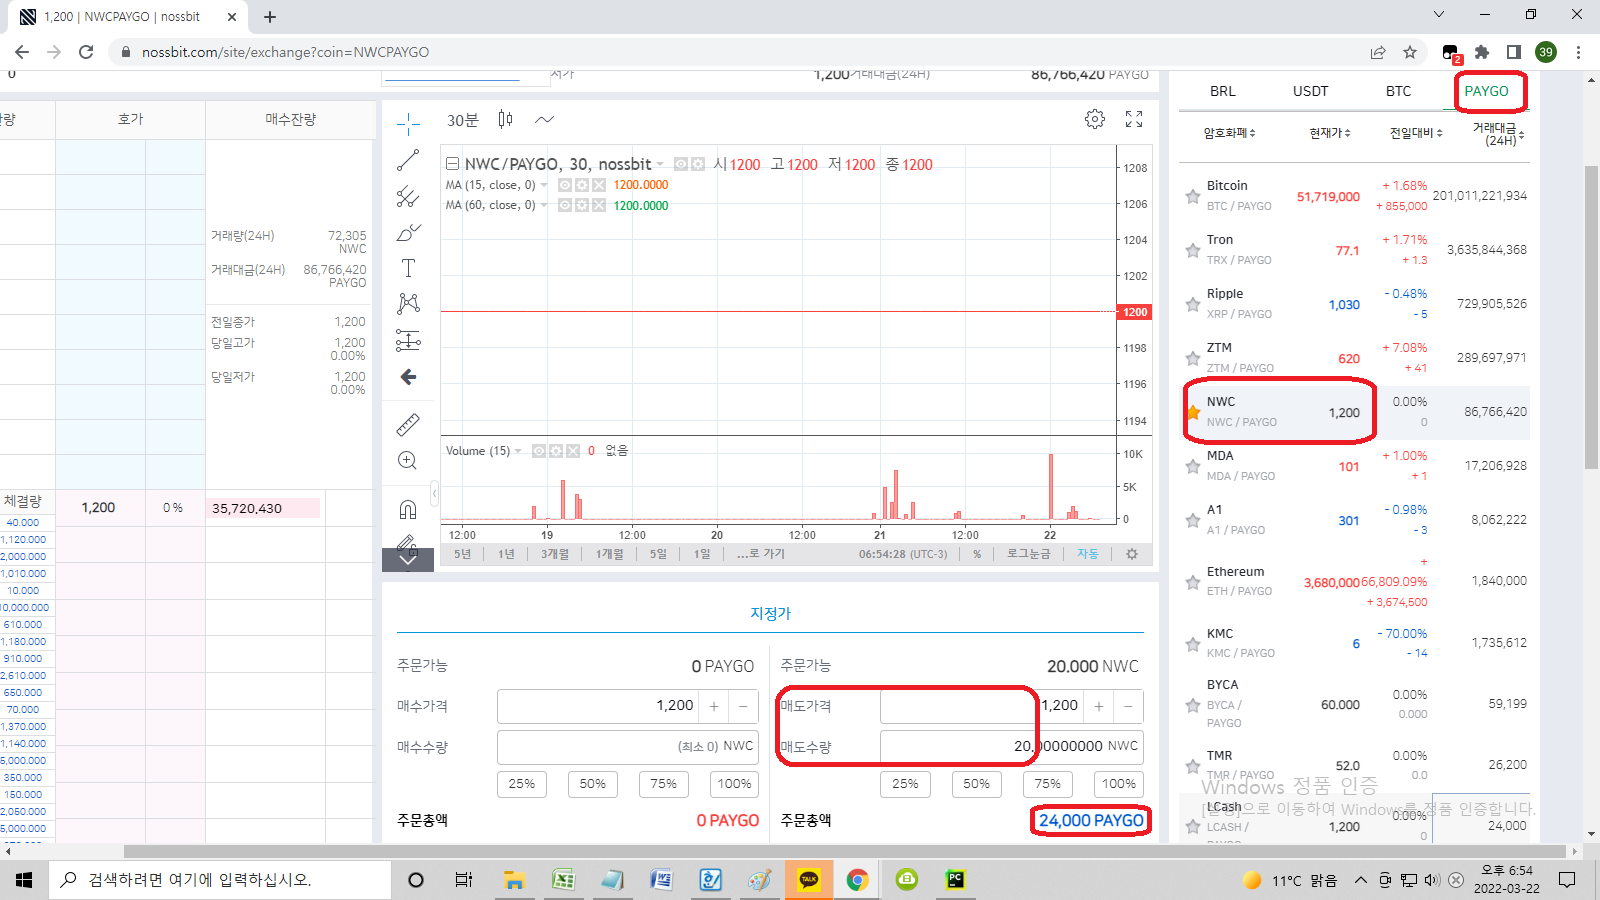 1,200 | NWCPAYGO | nossbit
nossbit.com/site/exchange?coin=NWCPAYGO
2
39
0
저가
1,200
거래대금(24H)
86,766,420 PAYGO
호가
매수잔량
거래량(24H) 72,305
NWC
거래대금(24H) 86,766,420
PAYGO
전일종가 1,200
당일고가 1,200
0.00%
당일저가 1,200
0.00%
체결량
1,200 0 % 35,720.430
40.000
1,120.000
2,000.000
1,010.000
10.000
10,000.000
610.000
1,180.000
910.000
2,610.000
650.000
70.000
1,370.000
1,140.000
5,000.000
350.000
150.000
2,050.000
5,000.000
30분
NWC/PAYGO, 30, nossbit 시1200 고1200 저1200 종1200
MA (15, close, 0) 1200.0000
MA (60, close, 0) 1200.0000
1208
1206
1204
1202
1200
1198
1196
1194
Volume (15) 0 없음
10K
5K
0
12:00 19 12:00 20 12:00 21 12:00 22
5년 1년 3개월 1개월 5일 1일 ...로 가기 06:54:28 (UTC-3) % 로그눈금 자동
지정가
주문가능 0 PAYGO
매수가격 1,200 + −
매수수량 (최소 0) NWC
25% 50% 75% 100%
주문총액 0 PAYGO
주문가능 20.000 NWC
매도가격 1,200 + −
매도수량 20.00000000 NWC
25% 50% 75% 100%
주문총액 24,000 PAYGO
BRL USDT BTC PAYGO
암호화폐 현재가 전일대비 거래대금
(24H)
Bitcoin
BTC / PAYGO 51,719,000 + 1.68%
+ 855,000 201,011,221,934
Tron
TRX / PAYGO 77.1 + 1.71%
+ 1.3 3,635,844,368
Ripple
XRP / PAYGO 1,030 - 0.48%
- 5 729,905,526
ZTM
ZTM / PAYGO 620 + 7.08%
+ 41 289,697,971
NWC
NWC / PAYGO 1,200 0.00%
0 86,766,420
MDA
MDA / PAYGO 101 + 1.00%
+ 1 17,206,928
A1
A1 / PAYGO 301 - 0.98%
- 3 8,062,222
Ethereum
ETH / PAYGO 3,680,000 +
66,809.09%
+ 3,674,500 1,840,000
KMC
KMC / PAYGO 6 - 70.00%
- 14 1,735,612
BYCA
BYCA /
PAYGO 60.000 0.00%
0.000 59,199
TMR
TMR / PAYGO 52.0 0.00%
0.0 26,200
LCash
LCASH / 1,200 0.00%
0 24,000
Windows 정품 인증
[설정]으로 이동하여 Windows를 정품 인증합니다.
검색하려면 여기에 입력하십시오.
TALK
PC
11°C 맑음
오후 6:54
2022-03-22